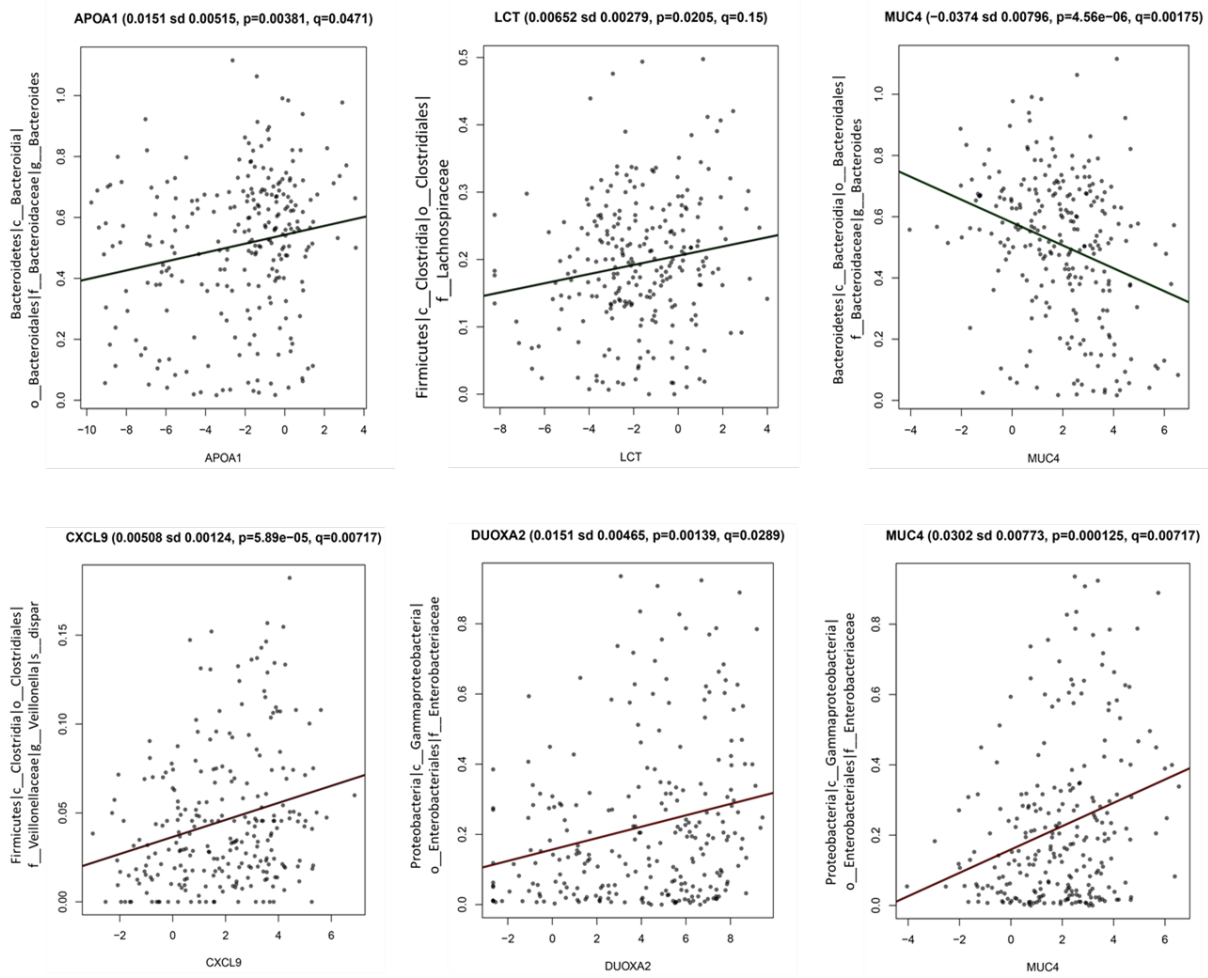 APOA1 (0.0151 sd 0.00515, p=0.00381, q=0.0471)
Bacteroidetes|c__Bacteroidia|
o__Bacteroidales|f__Bacteroidaceae|g__Bacteroides
0.0 0.2 0.4 0.6 0.8 1.0
−10 −8 −6 −4 −2 0 2 4
APOA1
LCT (0.00652 sd 0.00279, p=0.0205, q=0.15)
Firmicutes|c__Clostridia|o__Clostridiales|
f__Lachnospiraceae
0.0 0.1 0.2 0.3 0.4 0.5
−8 −6 −4 −2 0 2 4
LCT
MUC4 (−0.0374 sd 0.00796, p=4.56e−06, q=0.00175)
Bacteroidetes|c__Bacteroidia|o__Bacteroidales|
f__Bacteroidaceae|g__Bacteroides
0.0 0.2 0.4 0.6 0.8 1.0
−4 −2 0 2 4 6
MUC4
CXCL9 (0.00508 sd 0.00124, p=5.89e−05, q=0.00717)
Firmicutes|c__Clostridia|o__Clostridiales|
f__Veillonellaceae|g__Veillonella|s__dispar
0.00 0.05 0.10 0.15
−2 0 2 4 6
CXCL9
DUOXA2 (0.0151 sd 0.00465, p=0.00139, q=0.0289)
Proteobacteria|c__Gammaproteobacteria|
o__Enterobacteriales|f__Enterobacteriaceae
0.0 0.2 0.4 0.6 0.8
−2 0 2 4 6 8
DUOXA2
MUC4 (0.0302 sd 0.00773, p=0.000125, q=0.00717)
Proteobacteria|c__Gammaproteobacteria|
o__Enterobacteriales|f__Enterobacteriaceae
0.0 0.2 0.4 0.6 0.8
−4 −2 0 2 4 6
MUC4